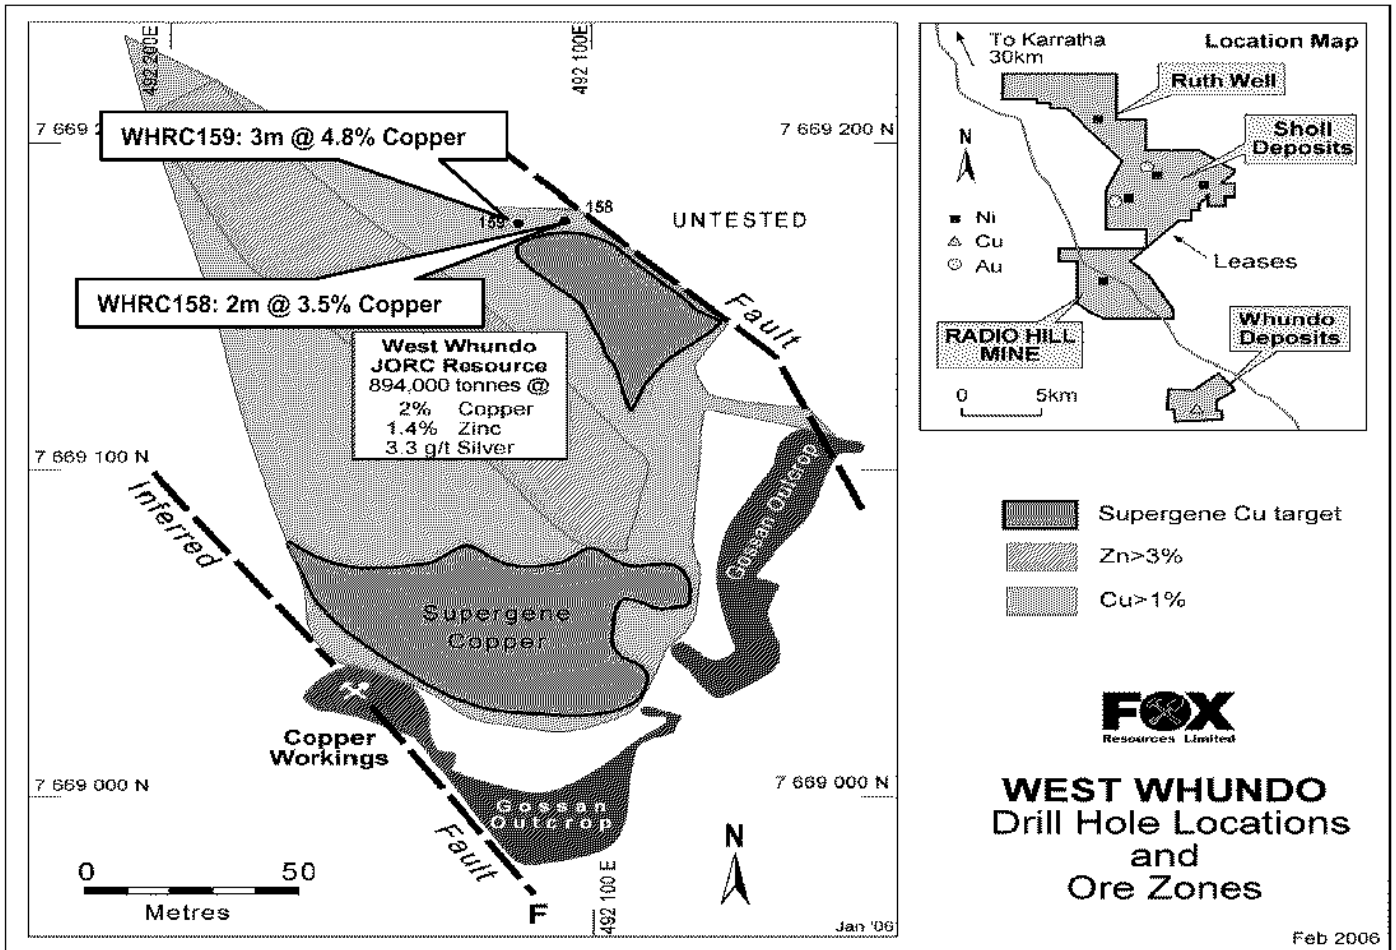 492 200E
492 100E
7 669 2
7 669 200 N
WHRC159: 3m @ 4.8% Copper
159
158
UNTESTED
WHRC158: 2m @ 3.5% Copper
Fault
West Whundo
JORC Resource
894,000 tonnes @
2% Copper
1.4% Zinc
3.3 g/t Silver
7 669 100 N
Inferred
Gossan Outcrop
Supergene
Copper
Copper
Workings
7 669 000 N
7 669 000 N
Gossan
Outcrop
Fault
F
0 50
Metres
N
492 100 E
Jan '06
To Karratha
30km
Location Map
Ruth Well
Sholl
Deposits
N
Ni
Cu
Au
Leases
RADIO HILL
MINE
Whundo
Deposits
0 5km
Supergene Cu target
Zn>3%
Cu>1%
FOX
Resources Limited
WEST WHUNDO
Drill Hole Locations
and
Ore Zones
Feb 2006